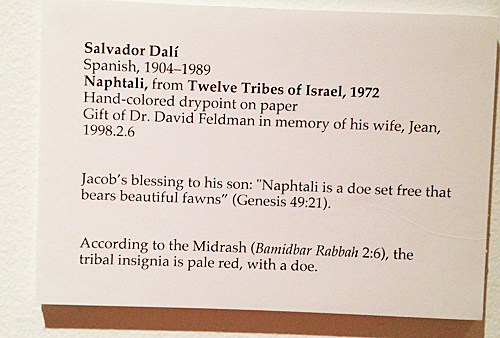 Salvador Dalí
Spanish, 1904–1989
Naphtali, from Twelve Tribes of Israel, 1972
Hand-colored drypoint on paper
Gift of Dr. David Feldman in memory of his wife, Jean,
1998.2.6
Jacob's blessing to his son: "Naphtali is a doe set free that
bears beautiful fawns” (Genesis 49:21).
According to the Midrash (Bamidbar Rabbah 2:6), the
tribal insignia is pale red, with a doe.